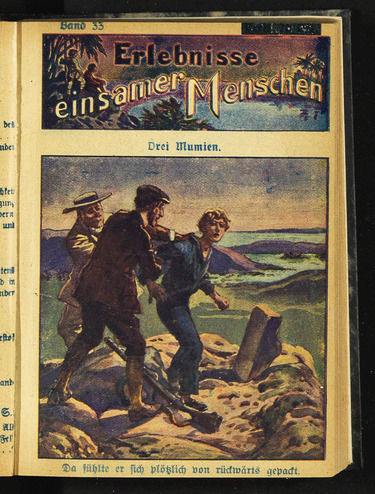 Band 33
Erlebnisse
einsamer Menschen
Drei Mumien.
Da fühlte er sich plötzlich von rückwärts gepackt.